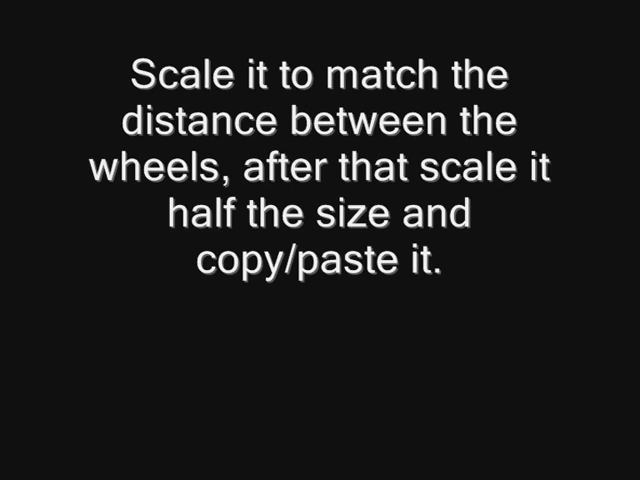 Scale it to match the
distance between the
wheels, after that scale it
half the size and
copy/paste it.